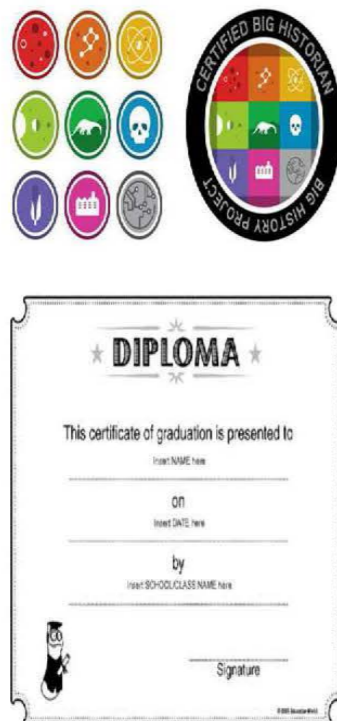 CERTIFIED BIG HISTORIAN
BIG HISTORY PROJECT
DIPLOMA
This certificate of graduation is presented to
Insert NAME here
on
Insert DATE here
by
Insert SCHOOL/CLASS NAME here
Signature